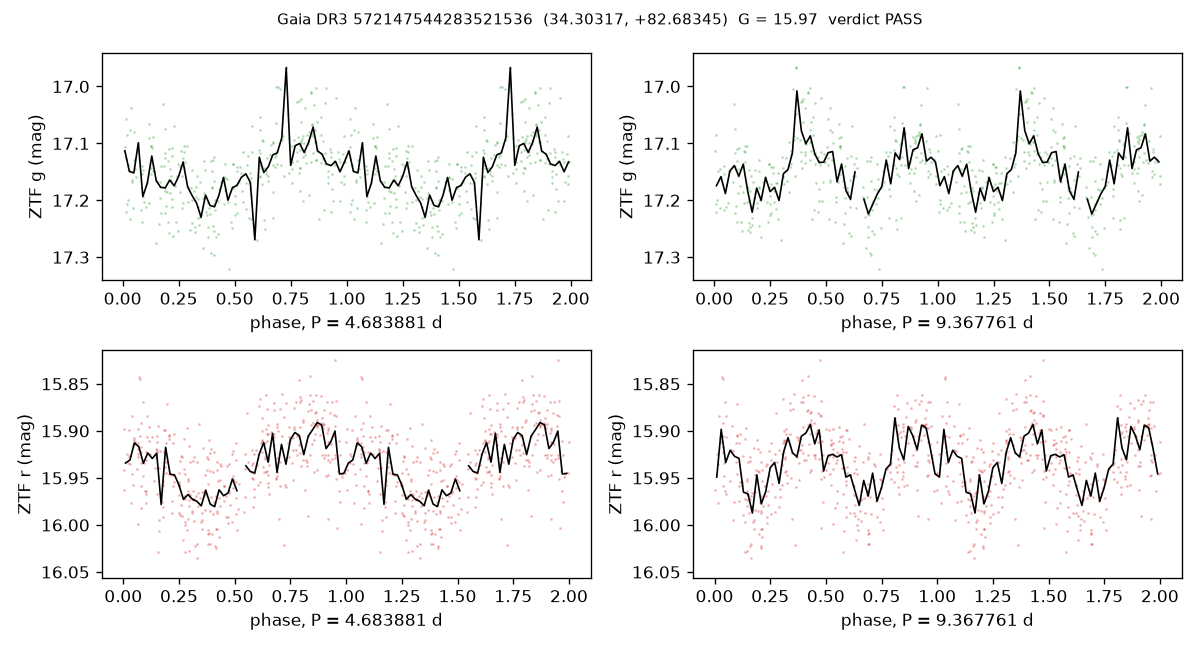 Gaia DR3 572147544283521536 (34.30317, +82.68345) G = 15.97 verdict PASS
ZTF g (mag)
17.0
17.1
17.2
17.3
0.00 0.25 0.50 0.75 1.00 1.25 1.50 1.75 2.00
phase, P = 4.683881 d
ZTF g (mag)
17.0
17.1
17.2
17.3
0.00 0.25 0.50 0.75 1.00 1.25 1.50 1.75 2.00
phase, P = 9.367761 d
ZTF r (mag)
15.85
15.90
15.95
16.00
16.05
0.00 0.25 0.50 0.75 1.00 1.25 1.50 1.75 2.00
phase, P = 4.683881 d
ZTF r (mag)
15.85
15.90
15.95
16.00
16.05
0.00 0.25 0.50 0.75 1.00 1.25 1.50 1.75 2.00
phase, P = 9.367761 d